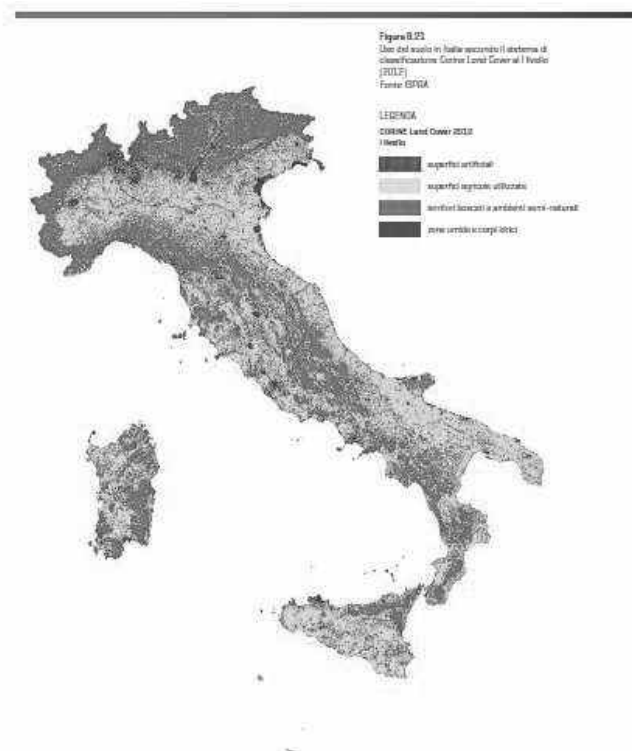 Figura 8.21
Uso del suolo in Italia secondo il sistema di
classificazione Corine Land Cover al I livello
(2012)
Fonte: ISPRA
LEGENDA
CORINE Land Cover 2012
I livello
superfici artificiali
superfici agricole utilizzate
territori boscati e ambienti semi-naturali
zone umide e corpi idrici